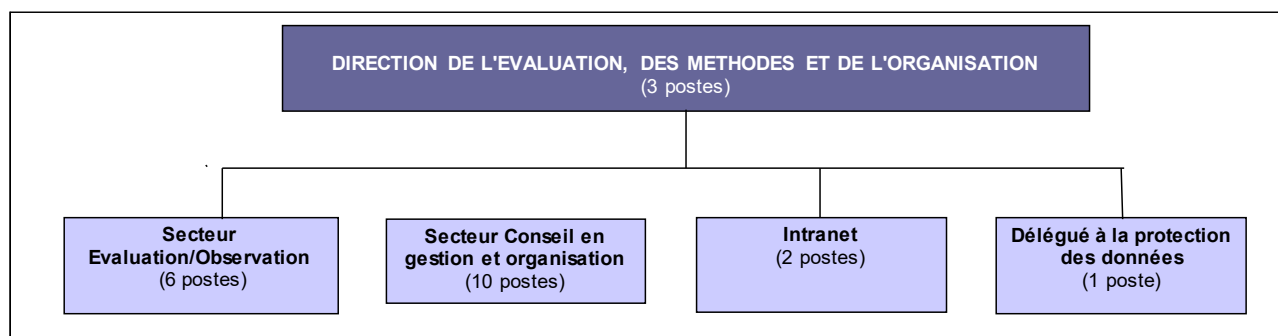 DIRECTION DE L'EVALUATION, DES METHODES ET DE L'ORGANISATION
(3 postes)
Secteur
Evaluation/Observation
(6 postes)
Secteur Conseil en
gestion et organisation
(10 postes)
Intranet
(2 postes)
Délégué à la protection
des données
(1 poste)